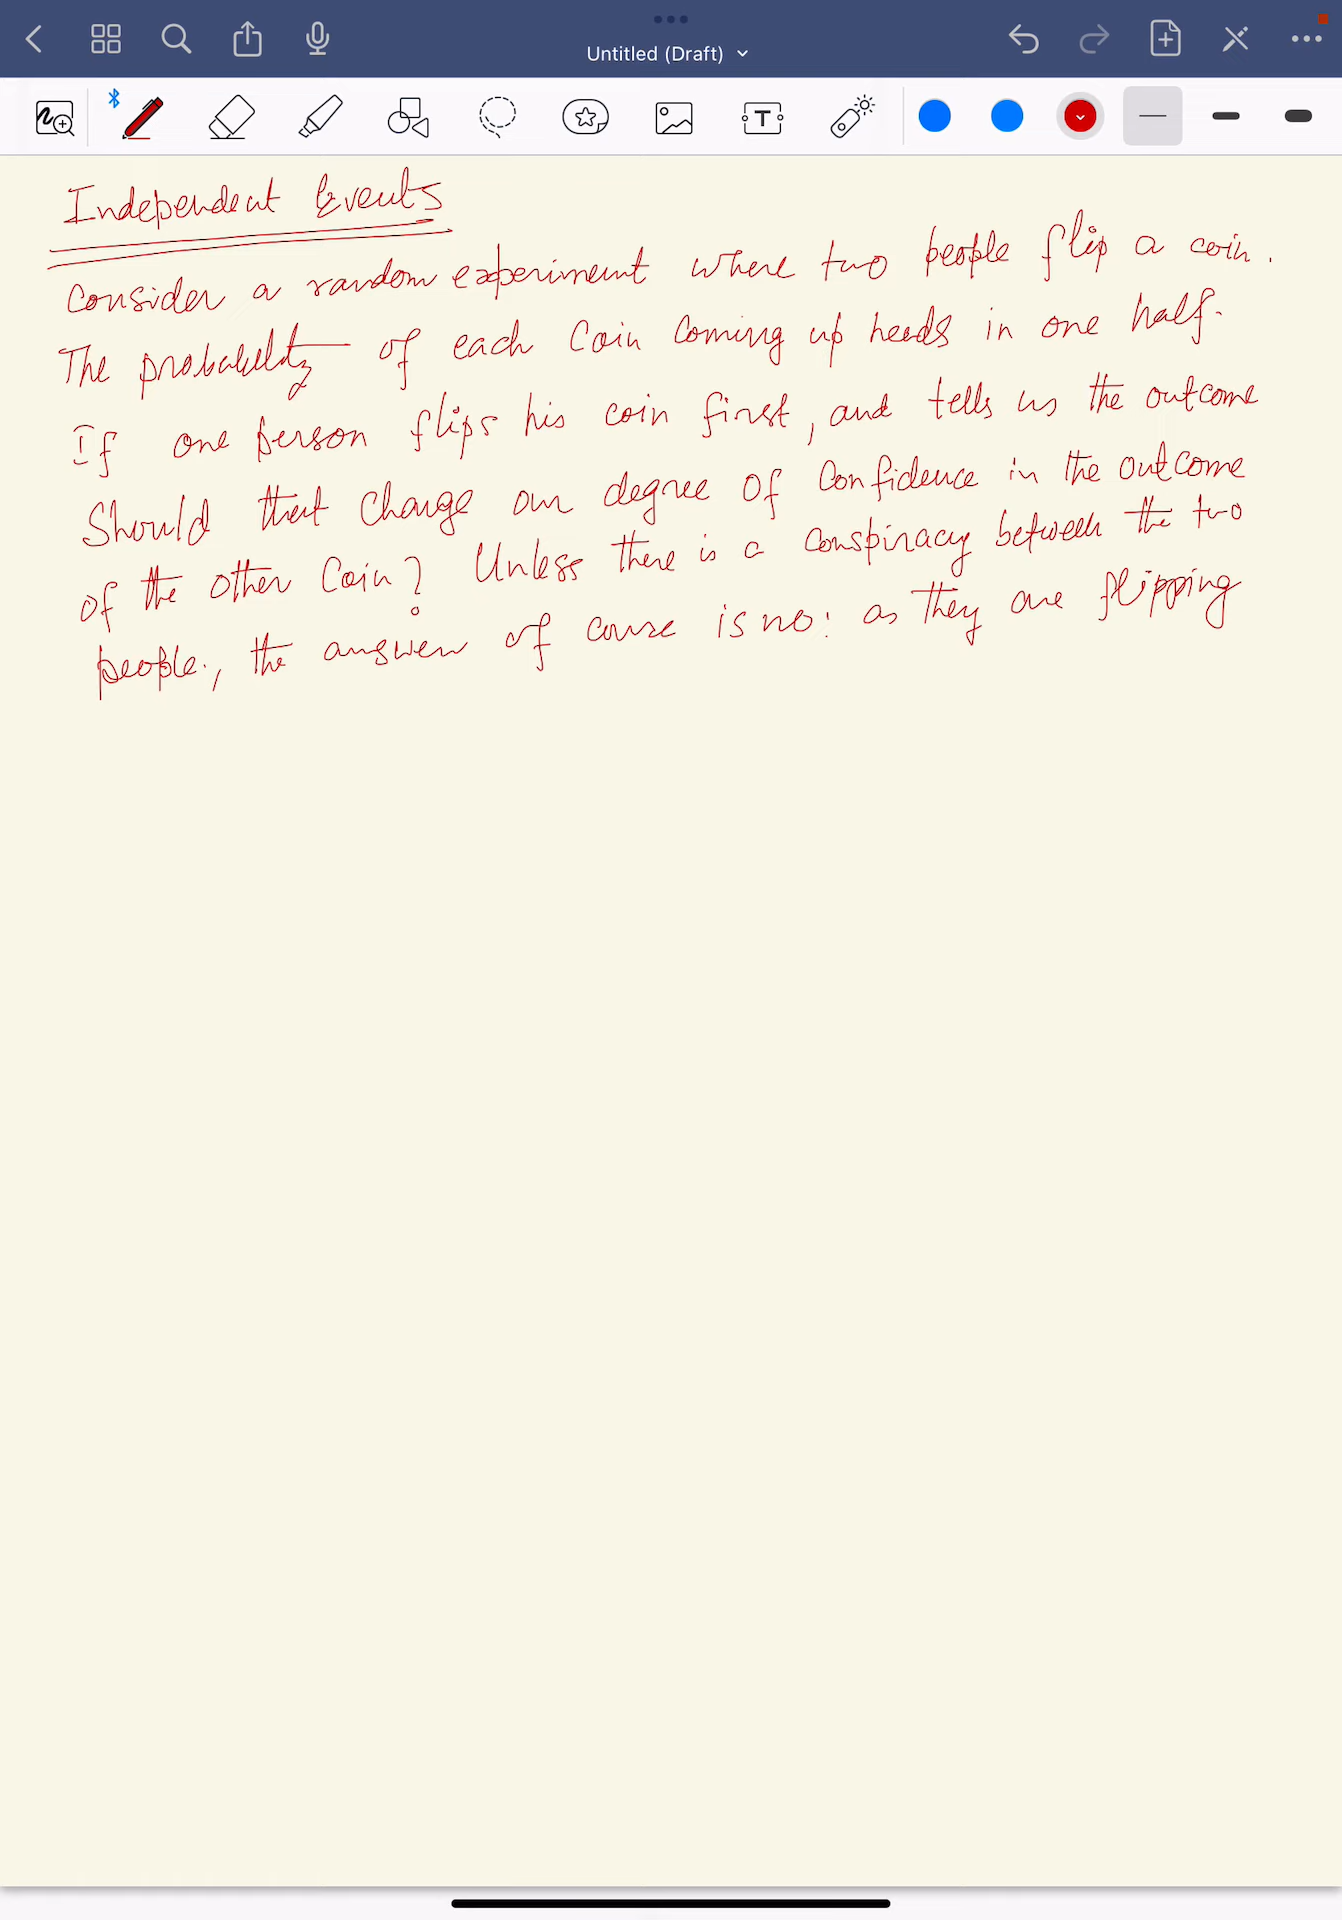 Untitled (Draft)
Independent Events
Consider a random experiment where two people flip a coin.
The probability of each Coin Coming up heads in one half.
If one person flips his coin first, and tells us the outcome
Should that change our degree of Confidence in the outcome
of the other Coin? Unless there is a conspiracy between the two
people, the answer of course is no: as they are flipping